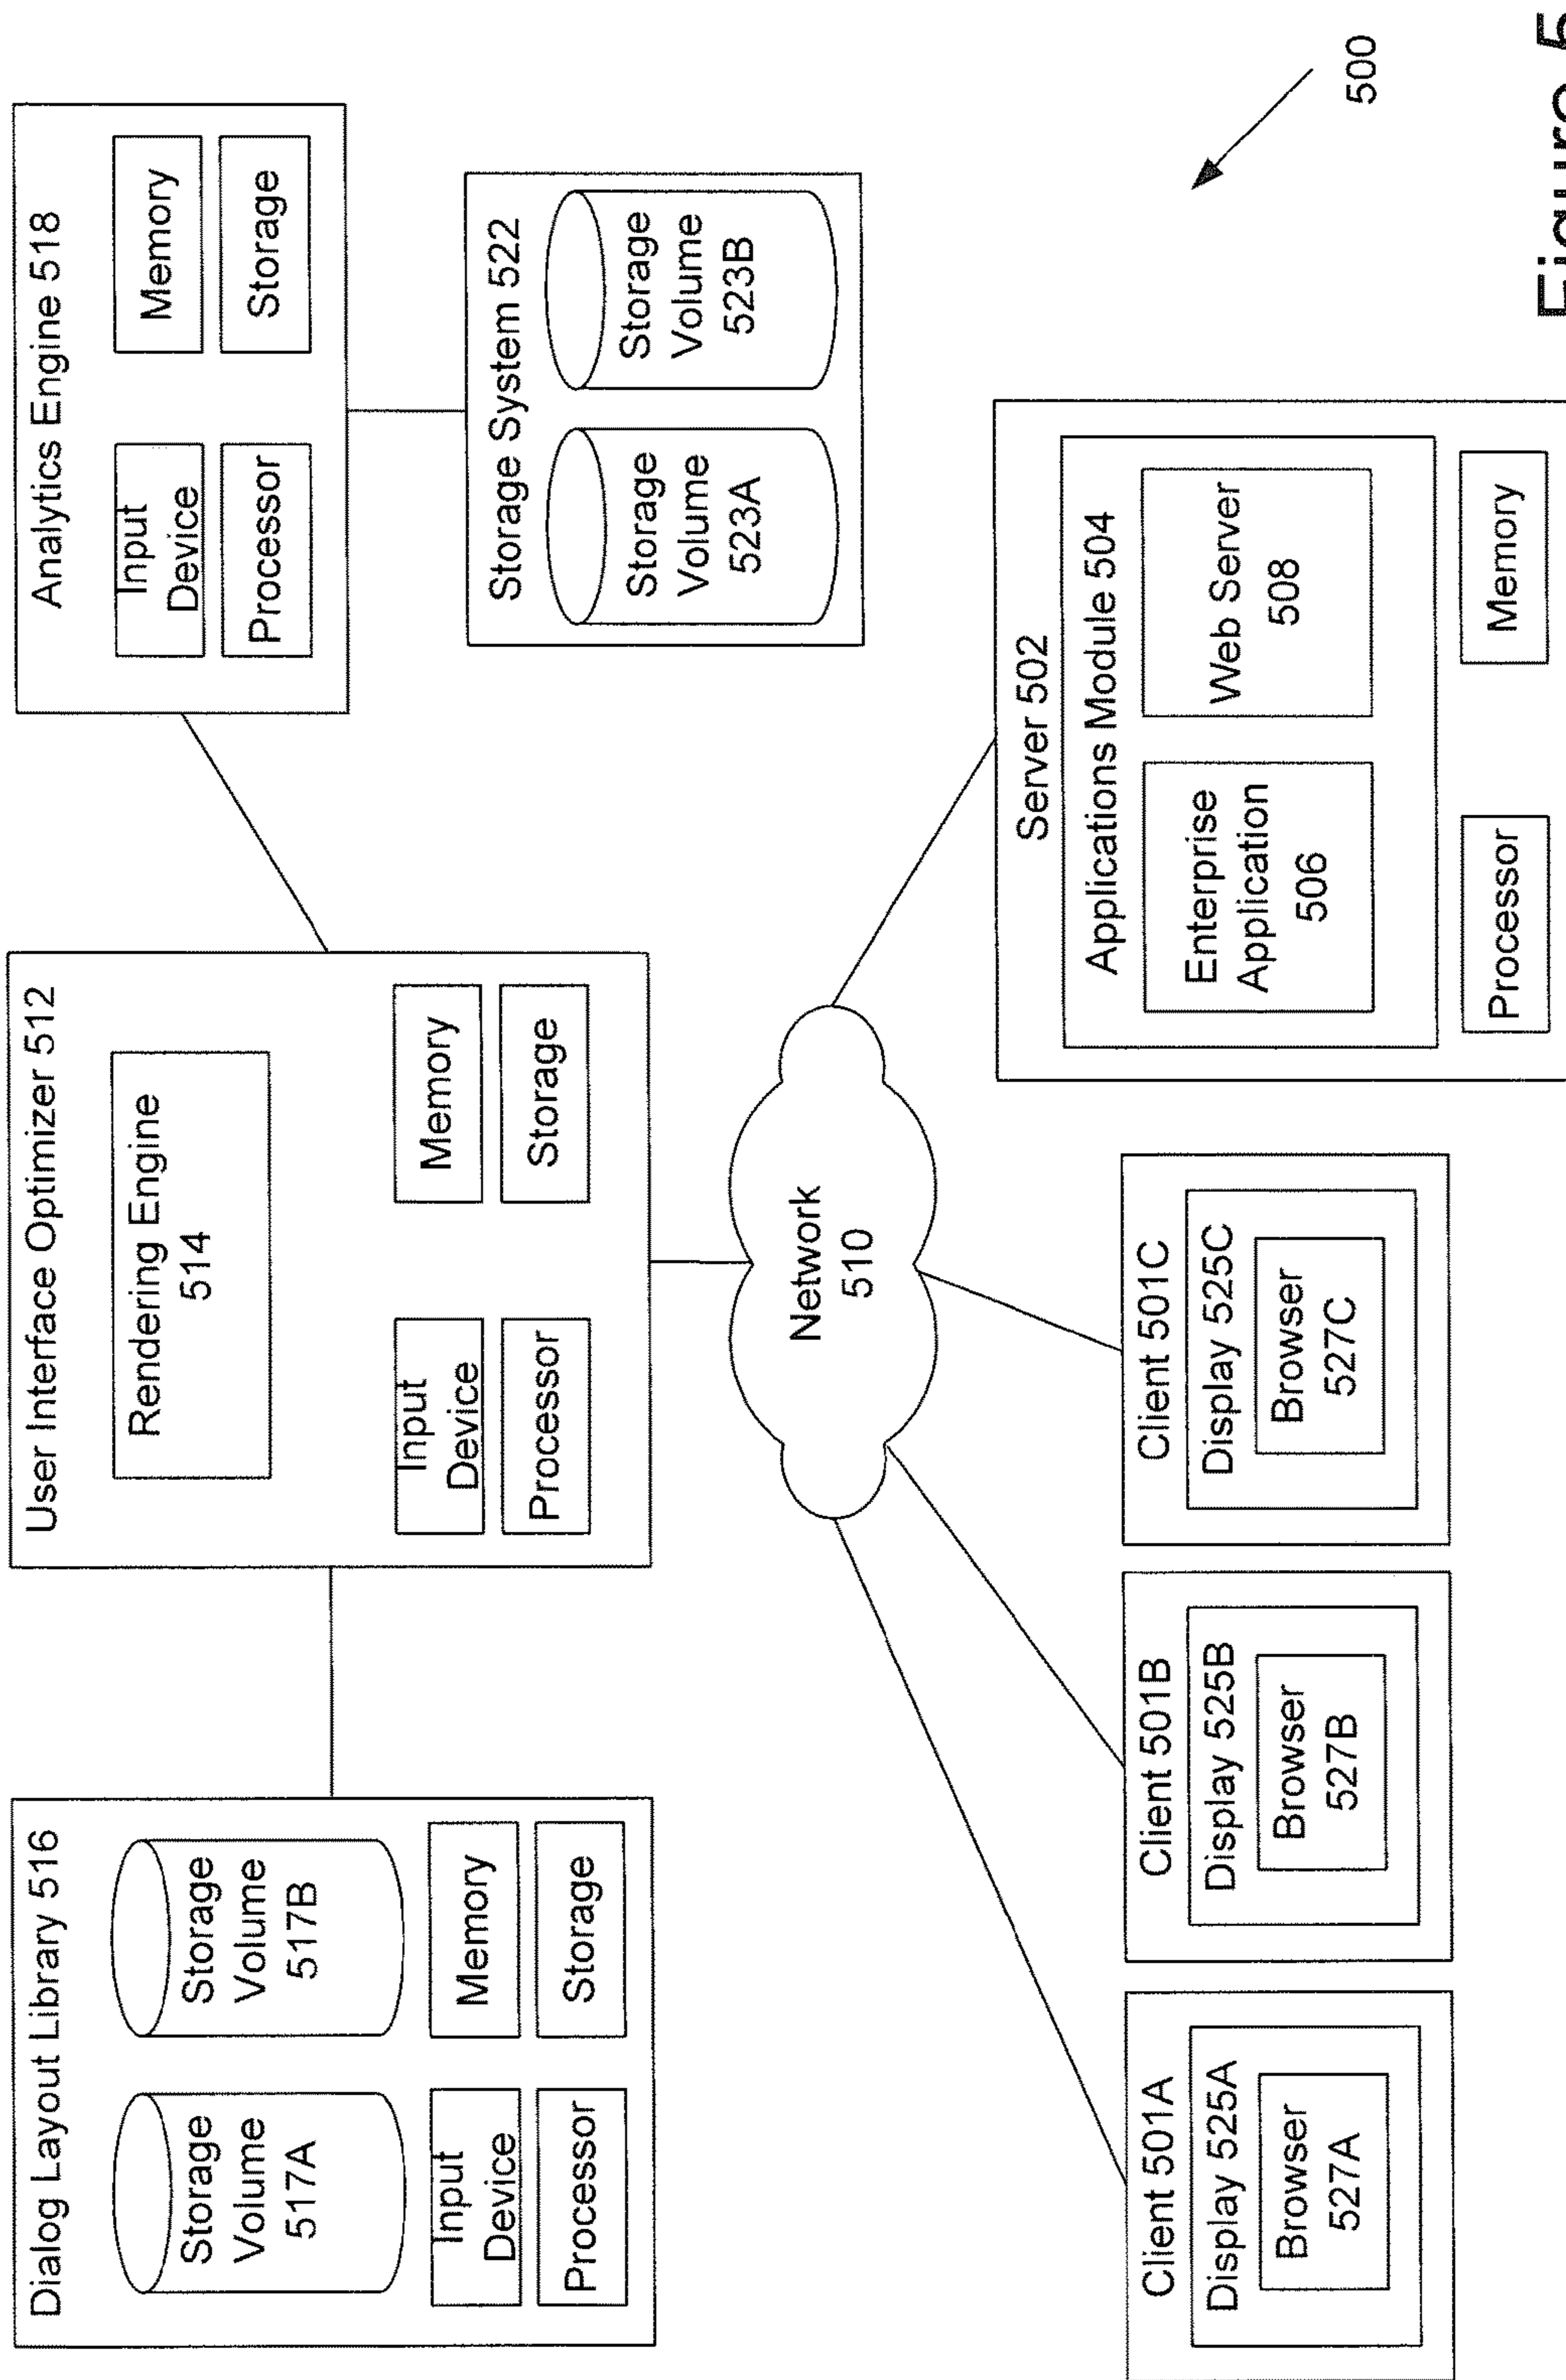 Dialog Layout Library 516
Storage
Volume
517A
Storage
Volume
517B
Input
Device
Memory
Processor
Storage
User Interface Optimizer 512
Rendering Engine
514
Input
Device
Memory
Processor
Storage
Analytics Engine 518
Input
Device
Memory
Processor
Storage
Storage System 522
Storage
Volume
523A
Storage
Volume
523B
Network
510
Client 501A
Display 525A
Browser
527A
Client 501B
Display 525B
Browser
527B
Client 501C
Display 525C
Browser
527C
Server 502
Applications Module 504
Enterprise
Application
506
Web Server
508
Processor
Memory
500
Figure 5